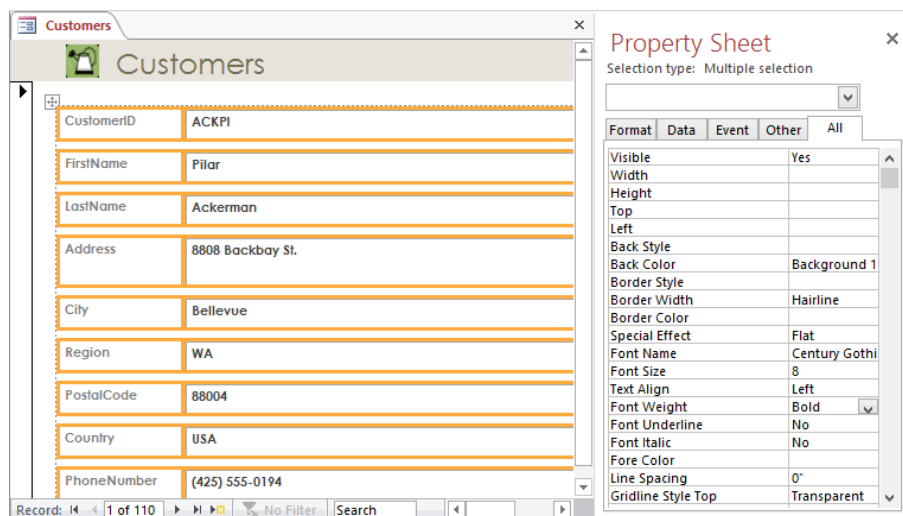 Customers
Customers
CustomerID ACKPI
FirstName Pilar
LastName Ackerman
Address 8808 Backbay St.
City Bellevue
Region WA
PostalCode 88004
Country USA
PhoneNumber (425) 555-0194
Record: 1 of 110 No Filter Search
Property Sheet
Selection type: Multiple selection
Format Data Event Other All
Visible Yes
Width
Height
Top
Left
Back Style
Back Color Background 1
Border Style
Border Width Hairline
Border Color
Special Effect Flat
Font Name Century Gothi
Font Size 8
Text Align Left
Font Weight Bold
Font Underline No
Font Italic No
Fore Color
Line Spacing 0"
Gridline Style Top Transparent